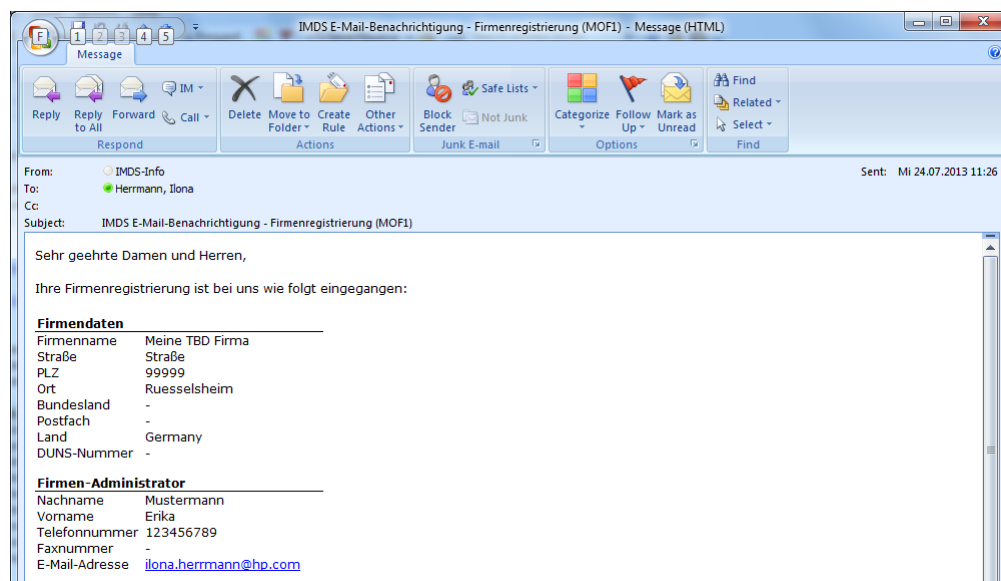 IMDS E-Mail-Benachrichtigung - Firmenregistrierung (MOF1) - Message (HTML)
F 1 2 3 4 5
Message
Reply Reply to All Forward IM Call
Respond
Delete Move to Folder Create Rule Other Actions
Actions
Block Sender Safe Lists Not Junk
Junk E-mail
Categorize Follow Up Mark as Unread
Options
Find Related Select
Find
From: IMDS-Info Sent: Mi 24.07.2013 11:26
To: Herrmann, Ilona
Cc:
Subject: IMDS E-Mail-Benachrichtigung - Firmenregistrierung (MOF1)
Sehr geehrte Damen und Herren,
Ihre Firmenregistrierung ist bei uns wie folgt eingegangen:
Firmendaten
Firmenname Meine TBD Firma
Straße Straße
PLZ 99999
Ort Ruesselsheim
Bundesland -
Postfach -
Land Germany
DUNS-Nummer -
Firmen-Administrator
Nachname Mustermann
Vorname Erika
Telefonnummer 123456789
Faxnummer -
E-Mail-Adresse ilona.herrmann@hp.com